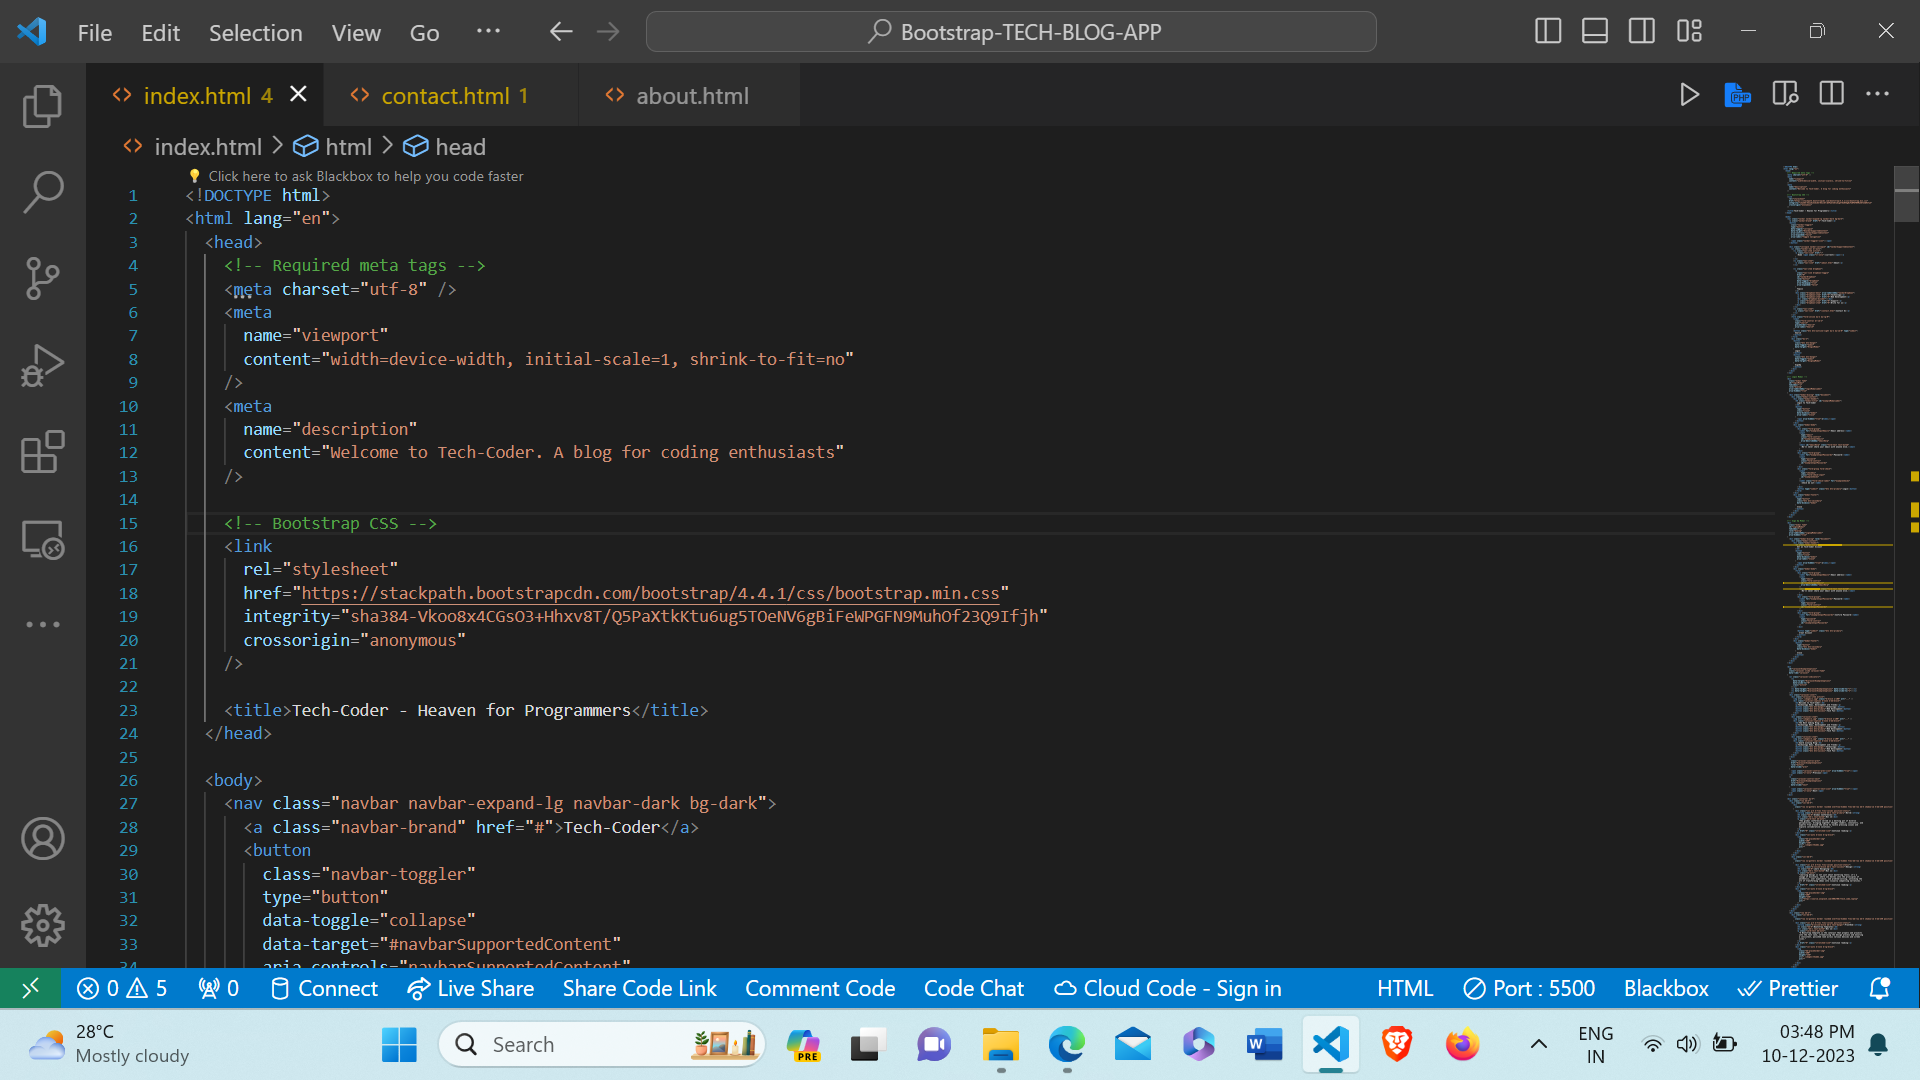 File Edit Selection View Go ··· Bootstrap-TECH-BLOG-APP
index.html 4 contact.html 1 about.html
index.html > html > head
Click here to ask Blackbox to help you code faster
1 <!DOCTYPE html>
2 <html lang="en">
3 <head>
4 <!-- Required meta tags -->
5 <meta charset="utf-8" />
6 <meta
7 name="viewport"
8 content="width=device-width, initial-scale=1, shrink-to-fit=no"
9 />
10 <meta
11 name="description"
12 content="Welcome to Tech-Coder. A blog for coding enthusiasts"
13 />
14
15 <!-- Bootstrap CSS -->
16 <link
17 rel="stylesheet"
18 href="https://stackpath.bootstrapcdn.com/bootstrap/4.4.1/css/bootstrap.min.css"
19 integrity="sha384-Vkoo8x4CGsO3+Hhxv8T/Q5PaXtkKtu6ug5TOeNV6gBiFeWPGFN9MuhOf23Q9Ifjh"
20 crossorigin="anonymous"
21 />
22
23 <title>Tech-Coder - Heaven for Programmers</title>
24 </head>
25
26 <body>
27 <nav class="navbar navbar-expand-lg navbar-dark bg-dark">
28 <a class="navbar-brand" href="#">Tech-Coder</a>
29 <button
30 class="navbar-toggler"
31 type="button"
32 data-toggle="collapse"
33 data-target="#navbarSupportedContent"
34 aria-controls="navbarSupportedContent"
0 5 0 Connect Live Share Share Code Link Comment Code Code Chat Cloud Code - Sign in HTML Port : 5500 Blackbox Prettier
28°C
Mostly cloudy
Search
PRE
ENG
IN
03:48 PM
10-12-2023